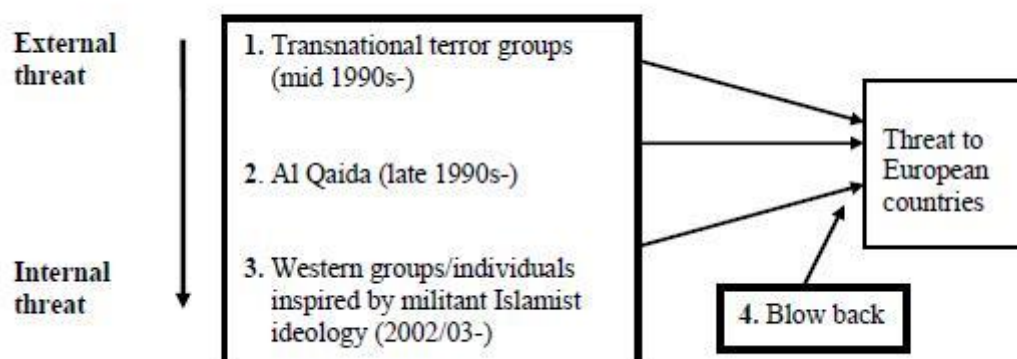 External
threat
1. Transnational terror groups
(mid 1990s-)
2. Al Qaida (late 1990s-)
Internal
threat
3. Western groups/individuals
inspired by militant Islamist
ideology (2002/03-)
Threat to
European
countries
4. Blow back